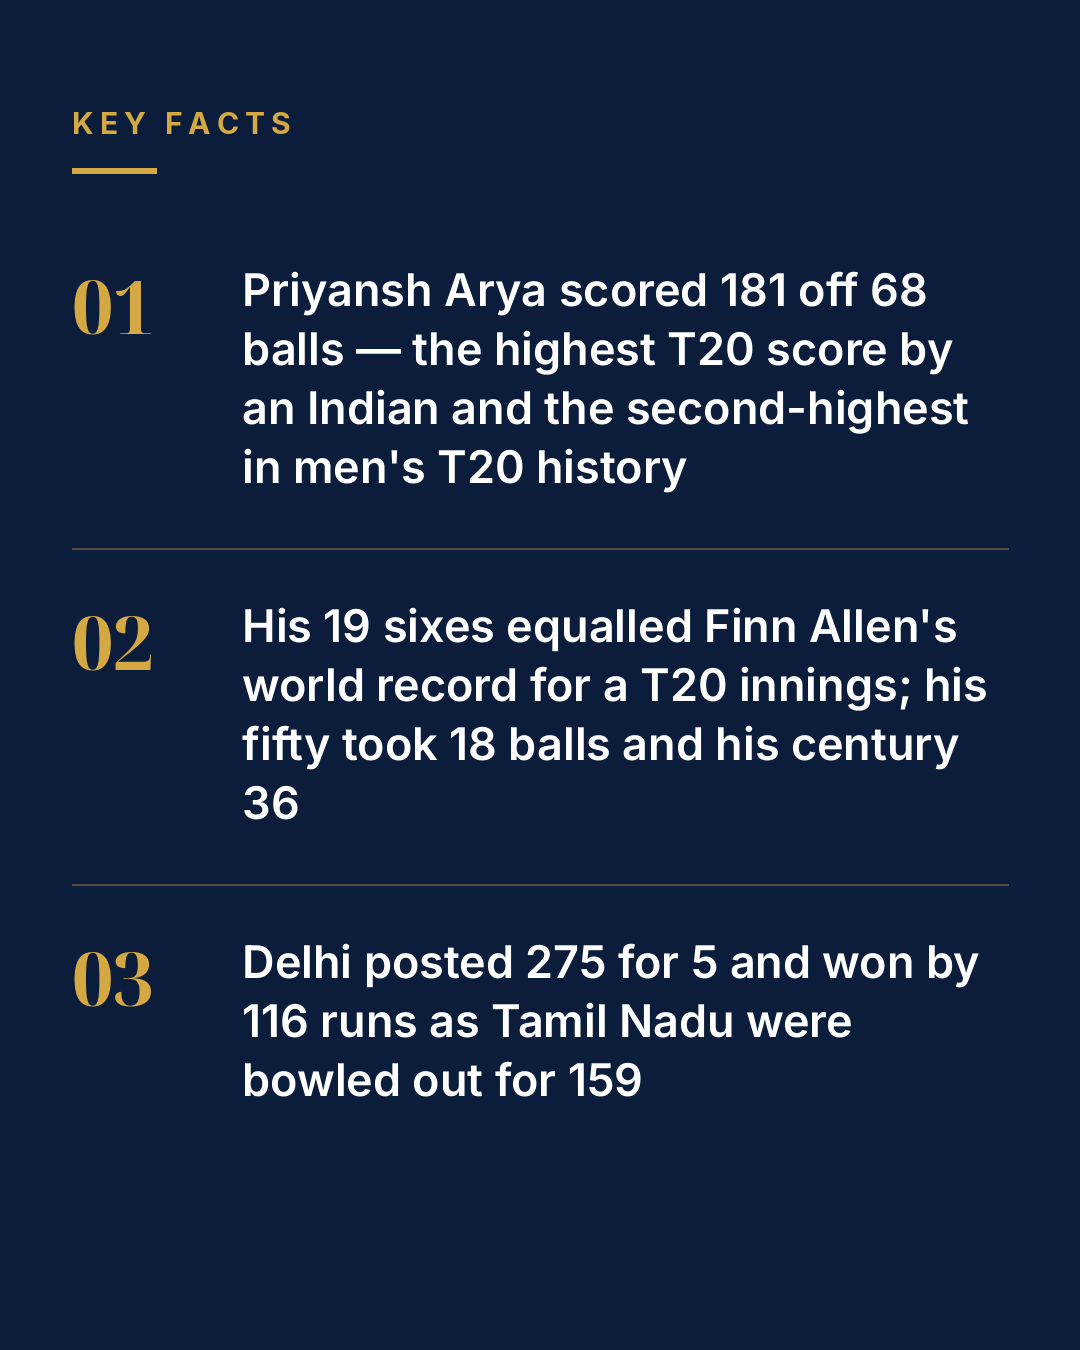 KEY FACTS
01
Priyansh Arya scored 181 off 68
balls — the highest T20 score by
an Indian and the second-highest
in men's T20 history
02
His 19 sixes equalled Finn Allen's
world record for a T20 innings; his
fifty took 18 balls and his century
36
03
Delhi posted 275 for 5 and won by
116 runs as Tamil Nadu were
bowled out for 159